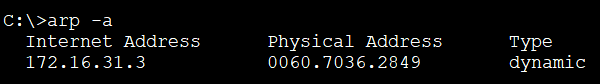 C:\>arp -a
Internet Address Physical Address Type
172.16.31.3 0060.7036.2849 dynamic